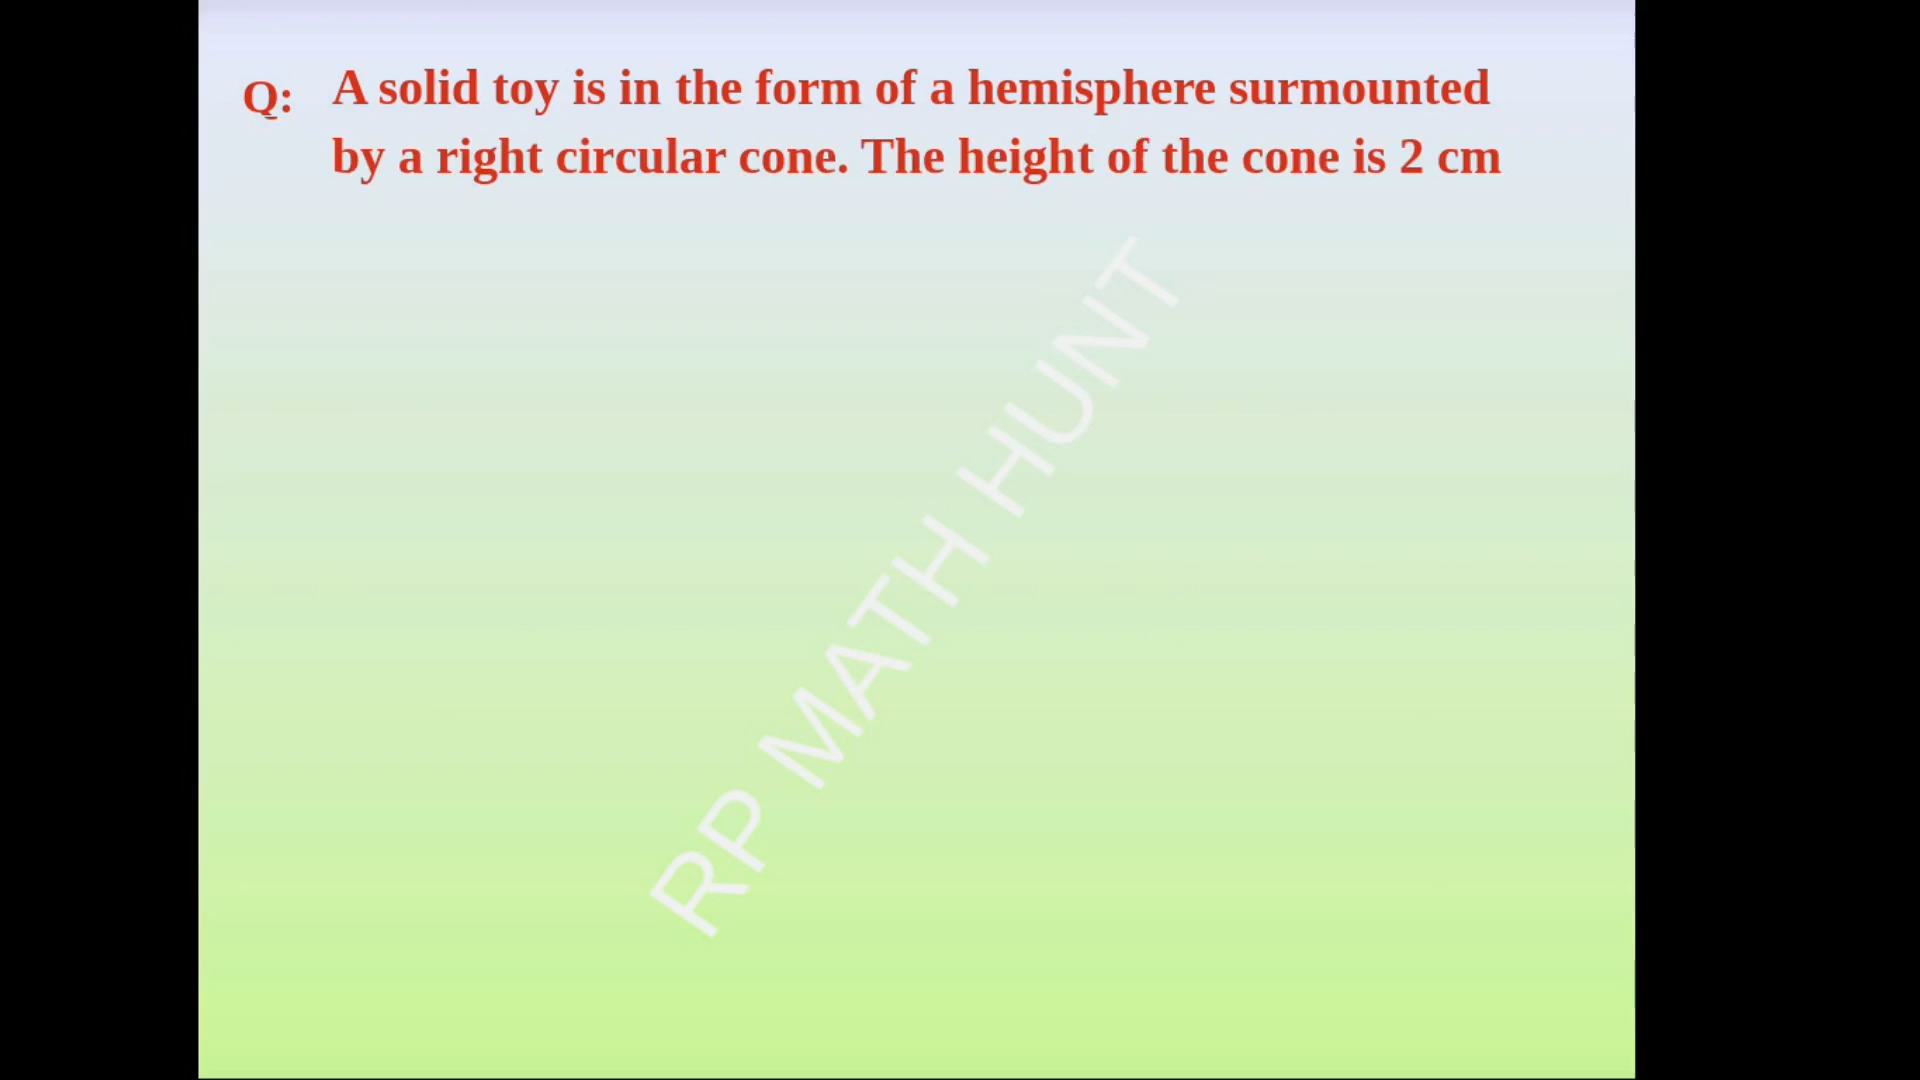 Q: A solid toy is in the form of a hemisphere surmounted
by a right circular cone. The height of the cone is 2 cm
RP MATH HUNT